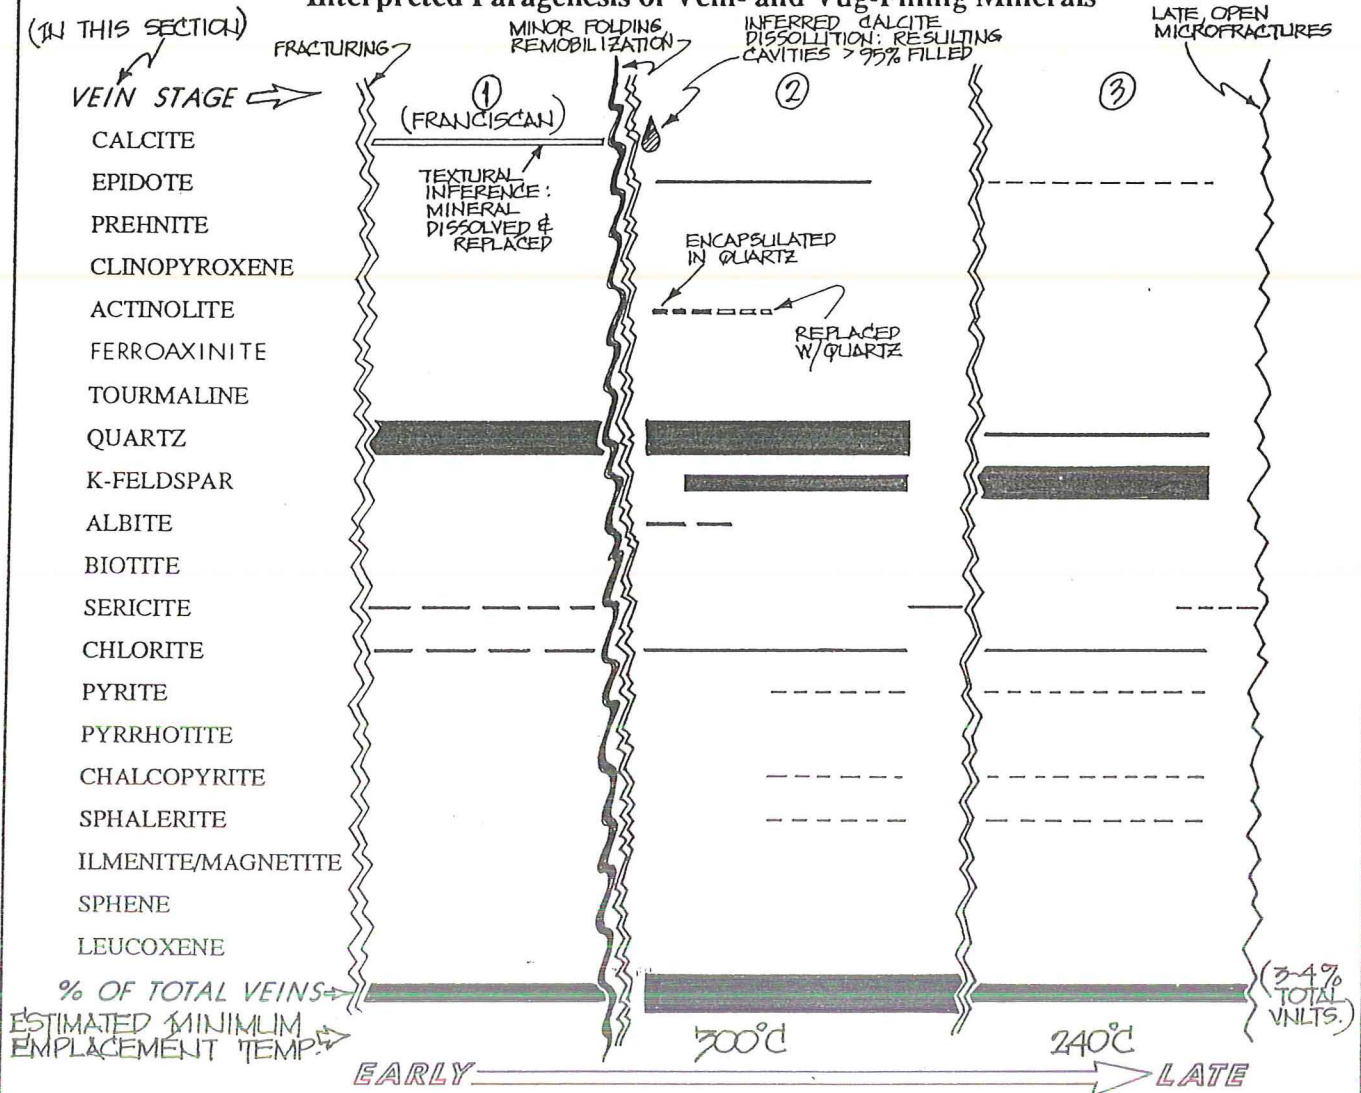 Interpreted Paragenesis of Vein- and Vug-Filling Minerals
(IN THIS SECTION)
FRACTURING
MINOR FOLDING,
REMOBILIZATION
INFERRED CALCITE
DISSOLUTION: RESULTING
CAVITIES > 95% FILLED
LATE, OPEN
MICROFRACTURES
VEIN STAGE
1
2
3
(FRANCISCAN)
CALCITE
TEXTURAL
INFERENCE:
MINERAL
DISSOLVED &
REPLACED
EPIDOTE
PREHNITE
ENCAPSULATED
IN QUARTZ
CLINOPYROXENE
ACTINOLITE
REPLACED
W/QUARTZ
FERROAXINITE
TOURMALINE
QUARTZ
K-FELDSPAR
ALBITE
BIOTITE
SERICITE
CHLORITE
PYRITE
PYRRHOTITE
CHALCOPYRITE
SPHALERITE
ILMENITE/MAGNETITE
SPHENE
LEUCOXENE
% OF TOTAL VEINS
(3-4%
TOTAL
VNLTS.)
ESTIMATED MINIMUM
EMPLACEMENT TEMP.
300°C
240°C
EARLY
LATE